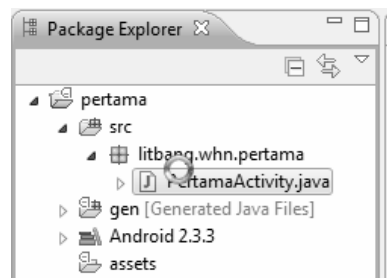 Package Explorer
pertama
src
litbang.whn.pertama
PertamaActivity.java
gen [Generated Java Files]
Android 2.3.3
assets